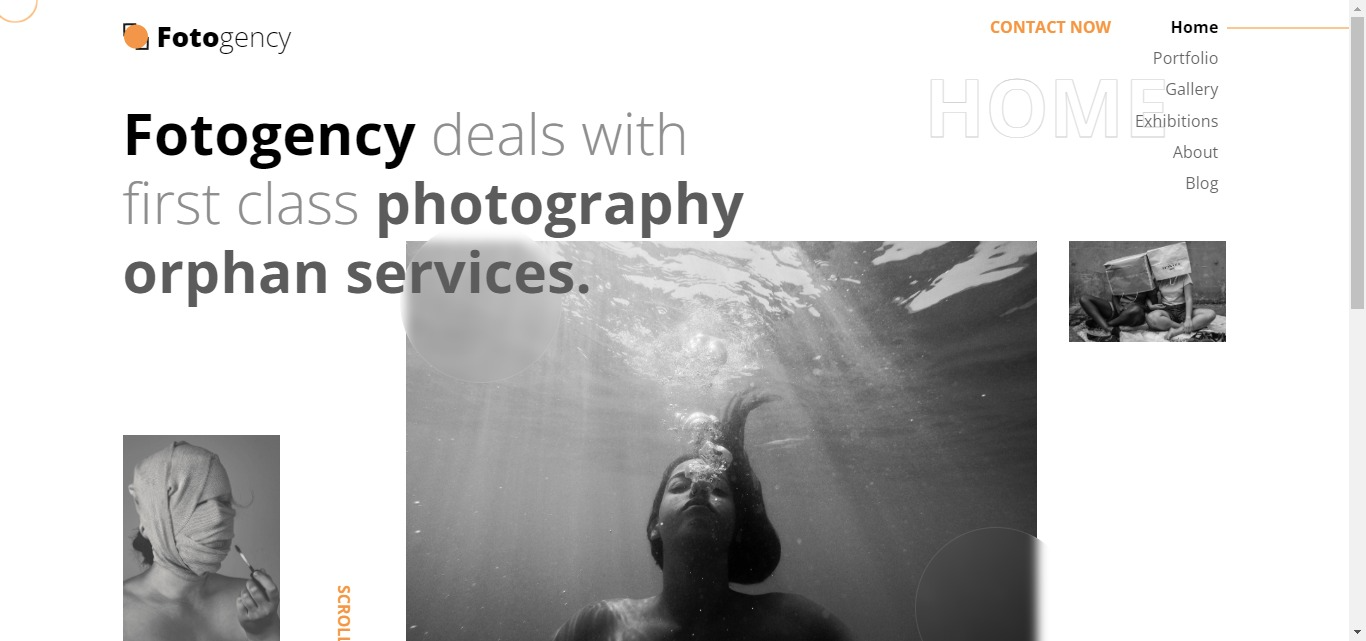 Fotogency
CONTACT NOW
Home
Portfolio
Gallery
Exhibitions
About
Blog
HOME
Fotogency deals with
first class photography
orphan services.